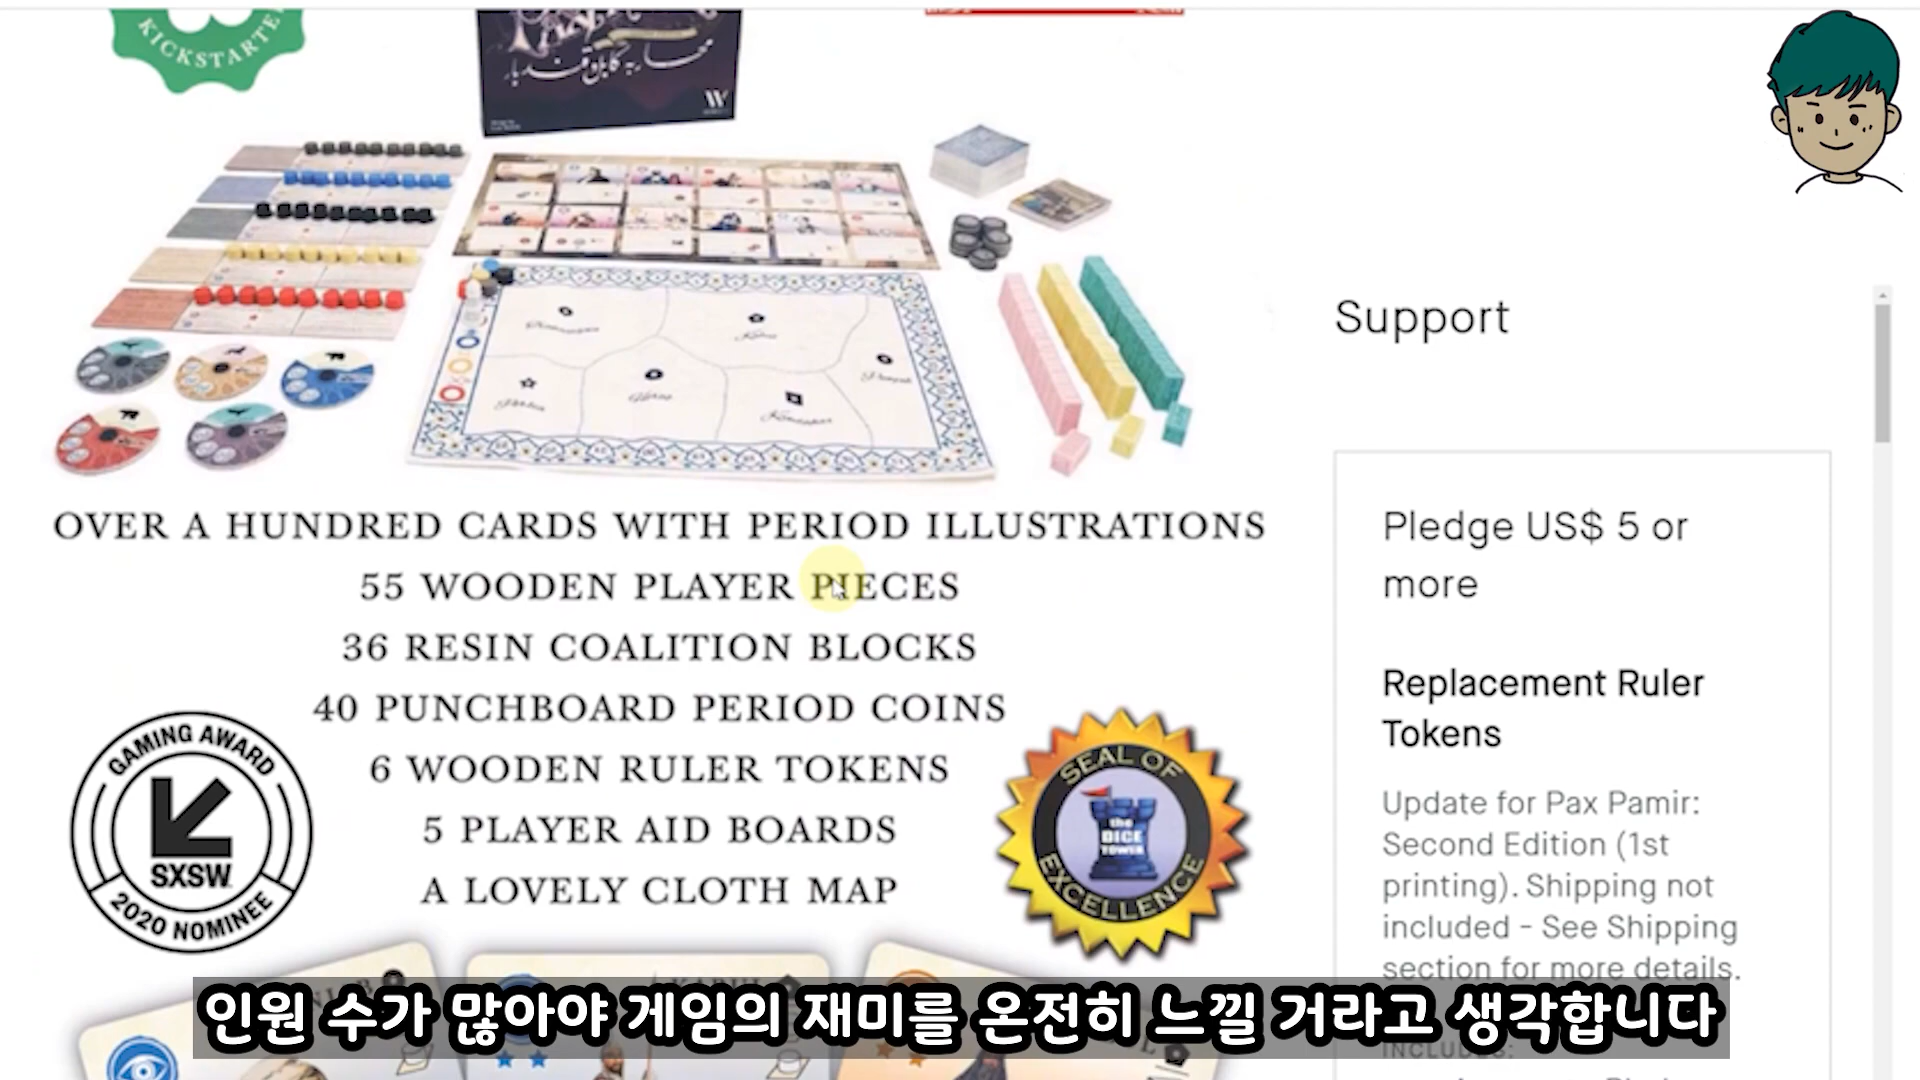 KICKSTARTE
W
Support
OVER A HUNDRED CARDS WITH PERIOD ILLUSTRATIONS
55 WOODEN PLAYER PIECES
36 RESIN COALITION BLOCKS
40 PUNCHBOARD PERIOD COINS
6 WOODEN RULER TOKENS
5 PLAYER AID BOARDS
A LOVELY CLOTH MAP
GAMING AWARD
SXSW
2020 NOMINEE
SEAL OF
the
DICE
TOWER
EXCELLENCE
Pledge US$ 5 or
more
Replacement Ruler
Tokens
Update for Pax Pamir:
Second Edition (1st
printing). Shipping not
included - See Shipping
section for more details.
INCLUDES:
인원 수가 많아야 게임의 재미를 온전히 느낄 거라고 생각합니다